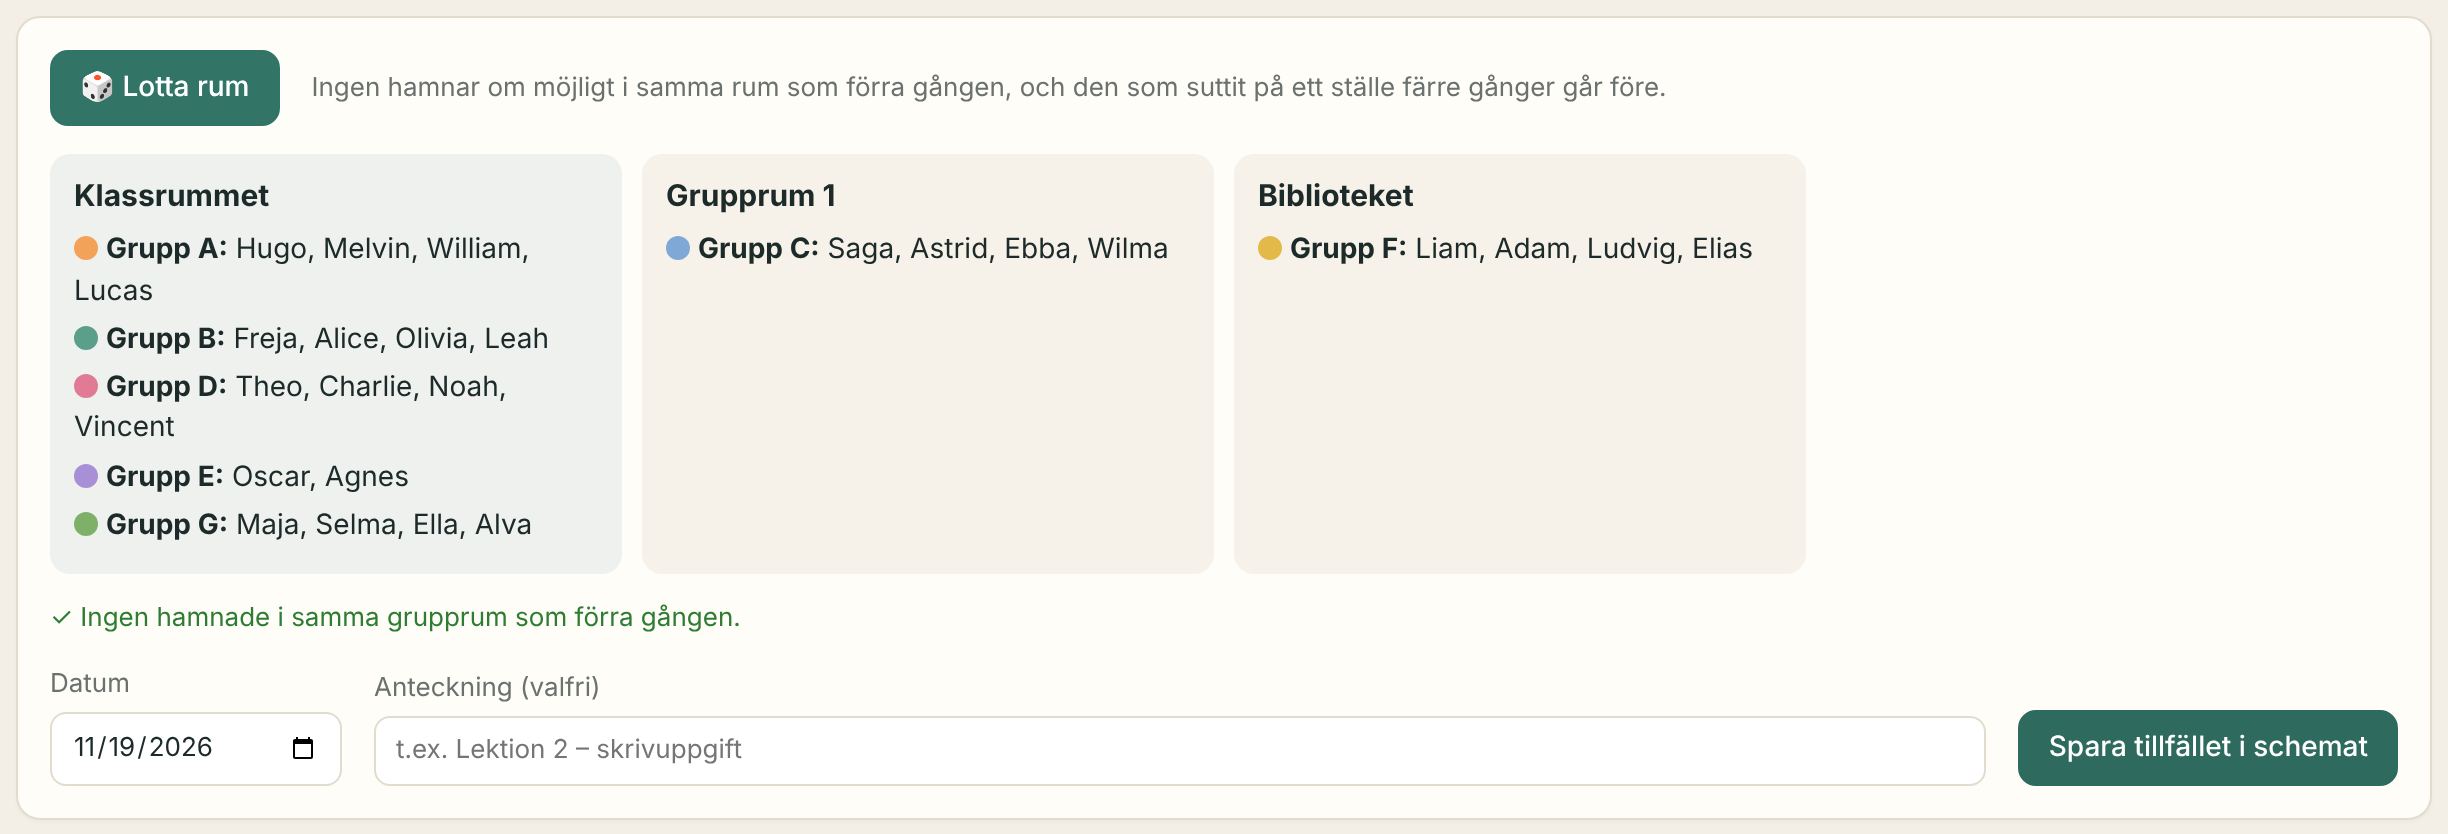 Lotta rum
Ingen hamnar om möjligt i samma rum som förra gången, och den som suttit på ett ställe färre gånger går före.
Klassrummet
Grupp A: Hugo, Melvin, William,
Lucas
Grupp B: Freja, Alice, Olivia, Leah
Grupp D: Theo, Charlie, Noah,
Vincent
Grupp E: Oscar, Agnes
Grupp G: Maja, Selma, Ella, Alva
Grupprum 1
Grupp C: Saga, Astrid, Ebba, Wilma
Biblioteket
Grupp F: Liam, Adam, Ludvig, Elias
✓ Ingen hamnade i samma grupprum som förra gången.
Datum
11/19/2026
Anteckning (valfri)
t.ex. Lektion 2 – skrivuppgift
Spara tillfället i schemat